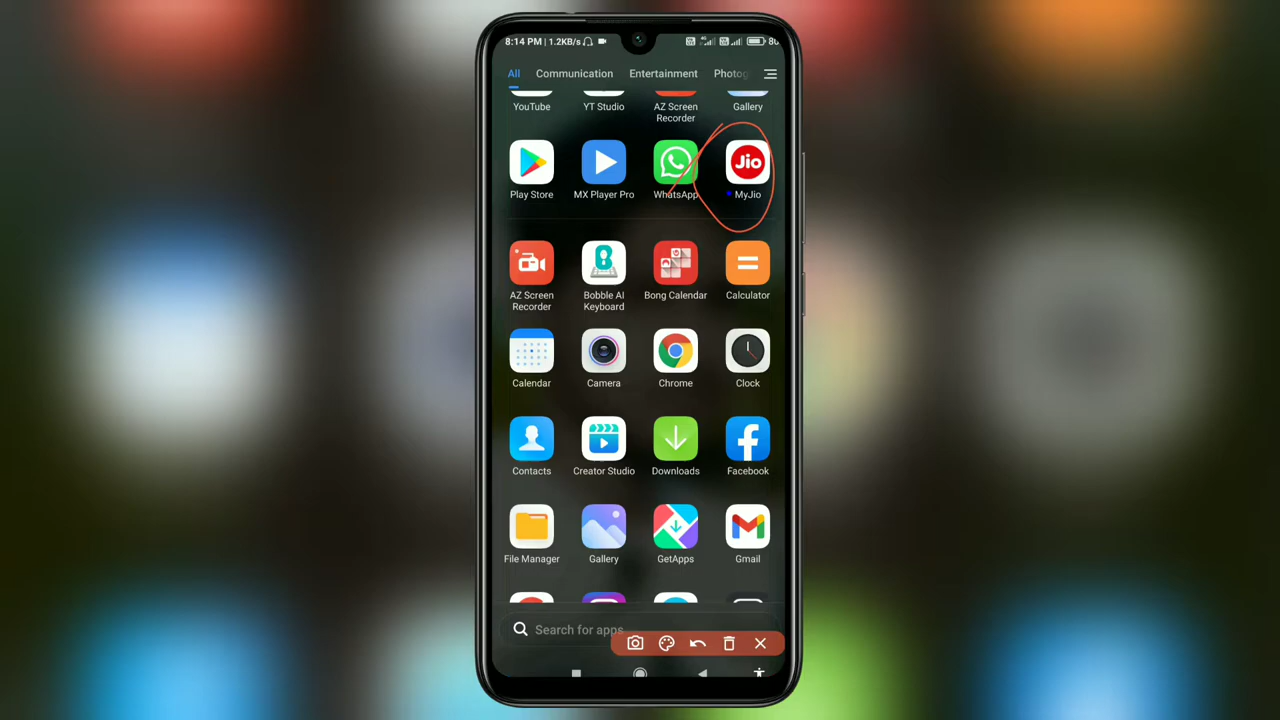 8:14 PM | 1.2KB/s
All Communication Entertainment Photog
YouTube YT Studio AZ Screen Recorder Gallery
Play Store MX Player Pro WhatsApp Jio MyJio
AZ Screen Recorder Bobble AI Keyboard Bong Calendar Calculator
Calendar Camera Chrome Clock
Contacts Creator Studio Downloads Facebook
File Manager Gallery GetApps Gmail
Search for apps